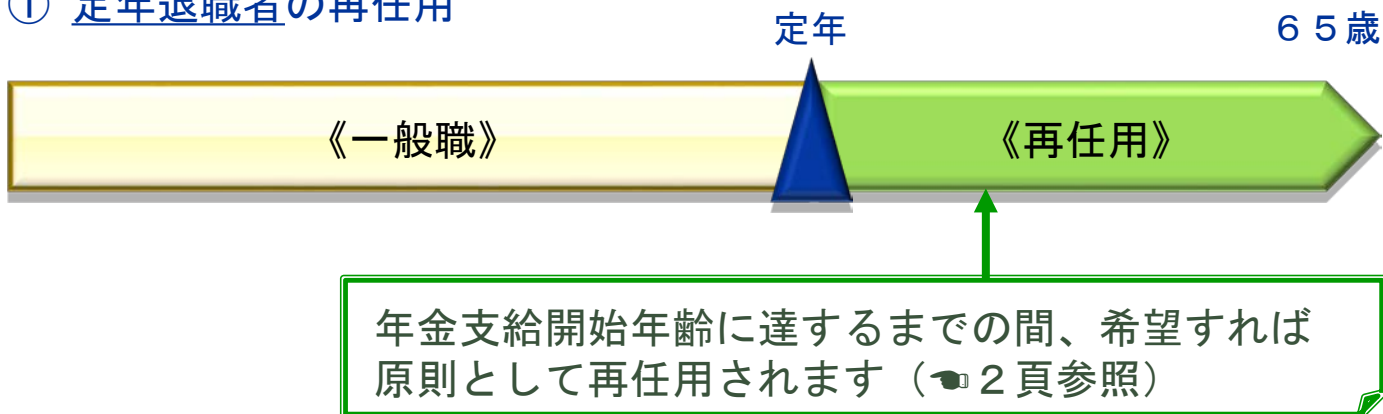 ① 定年退職者の再任用
定年
６５歳
《一般職》
《再任用》
年金支給開始年齢に達するまでの間、希望すれば
原則として再任用されます（☚２頁参照）